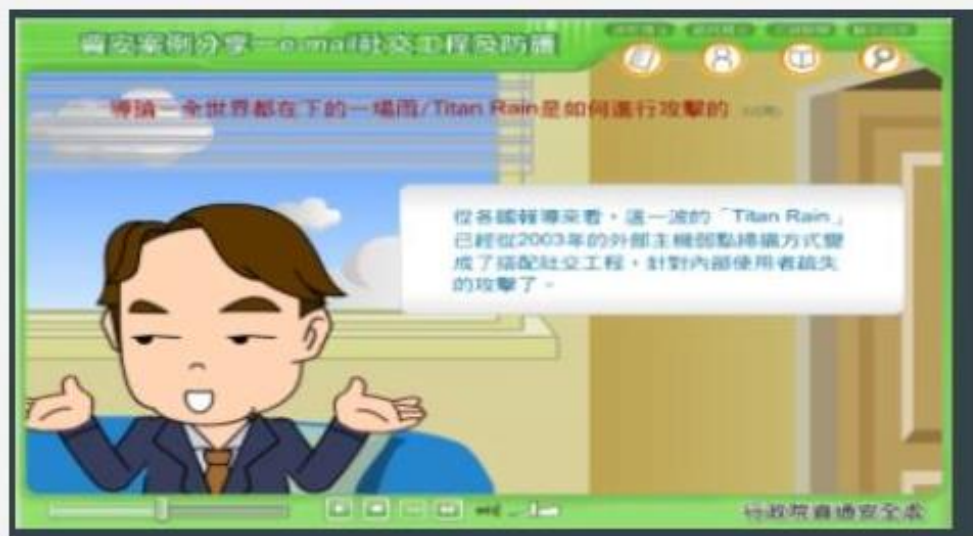 資安案例分享－e-mail社交工程及防護
導論－全世界都在下的一場雨/Titan Rain是如何進行攻擊的
從各國報導來看，這一波的「Titan Rain」
已經從2003年的外部主機弱點掃描方式變
成了搭配社交工程，針對內部使用者疏失
的攻擊了。
行政院資通安全處